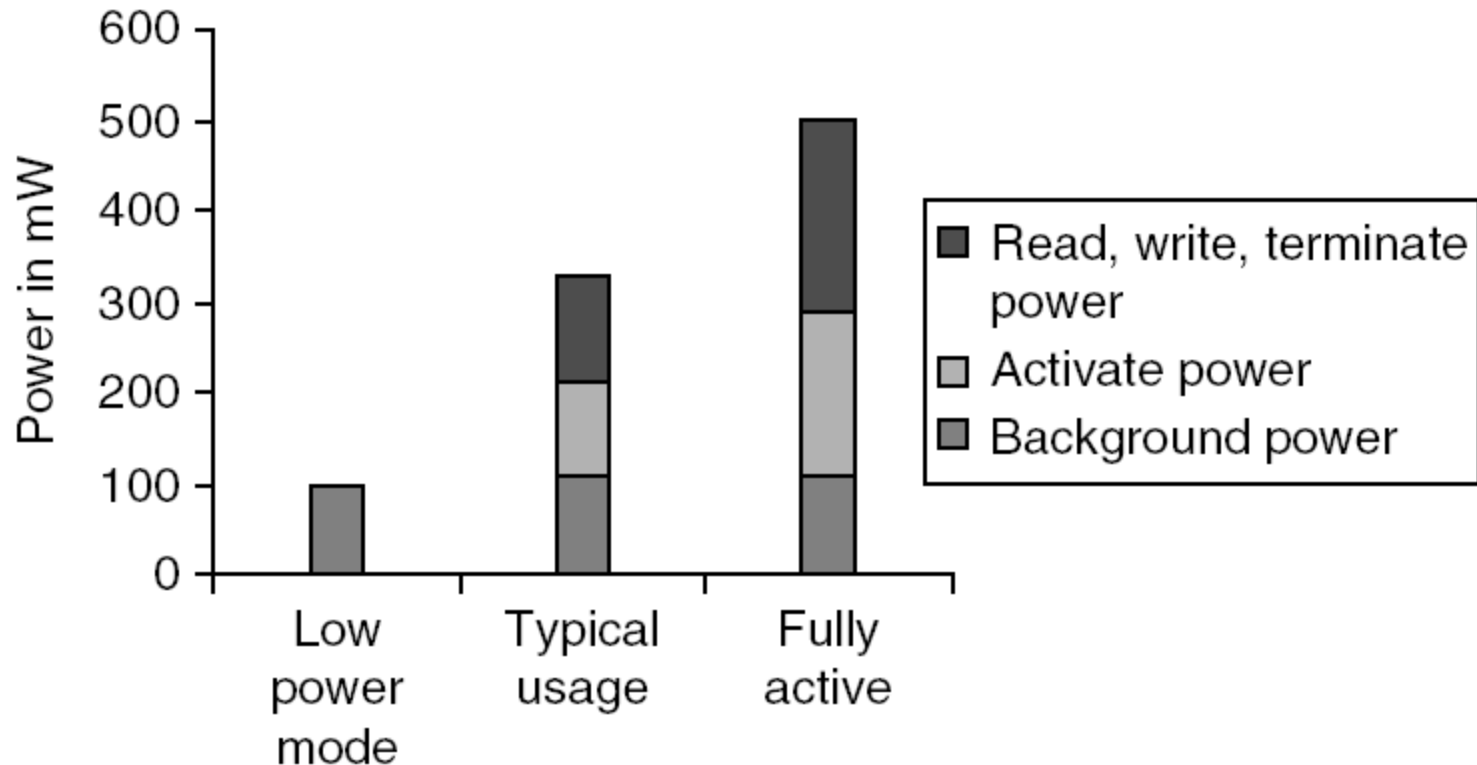 600
500
400
300
200
100
0
Power in mW
Low
power
mode
Typical
usage
Fully
active
Read, write, terminate
power
Activate power
Background power